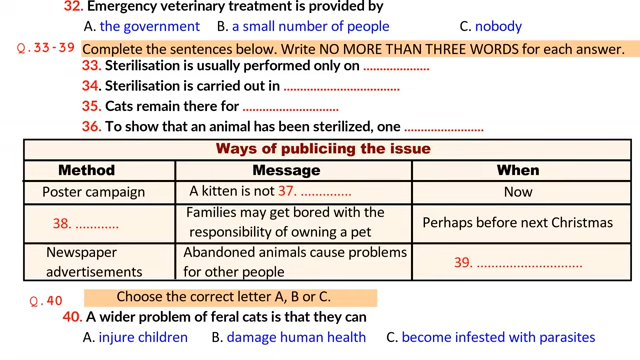 32. Emergency veterinary treatment is provided by
A. the government B. a small number of people C. nobody
Q.33-39 Complete the sentences below. Write NO MORE THAN THREE WORDS for each answer.
33. Sterilisation is usually performed only on ....................
34. Sterilisation is carried out in ...................................
35. Cats remain there for .............................
36. To show that an animal has been sterilized, one ........................
Ways of publiciing the issue
Method Message When
Poster campaign A kitten is not 37. .............. Now
38. ............ Families may get bored with the responsibility of owning a pet Perhaps before next Christmas
Newspaper advertisements Abandoned animals cause problems for other people 39. .............................
Q.40 Choose the correct letter A, B or C.
40. A wider problem of feral cats is that they can
A. injure children B. damage human health C. become infested with parasites